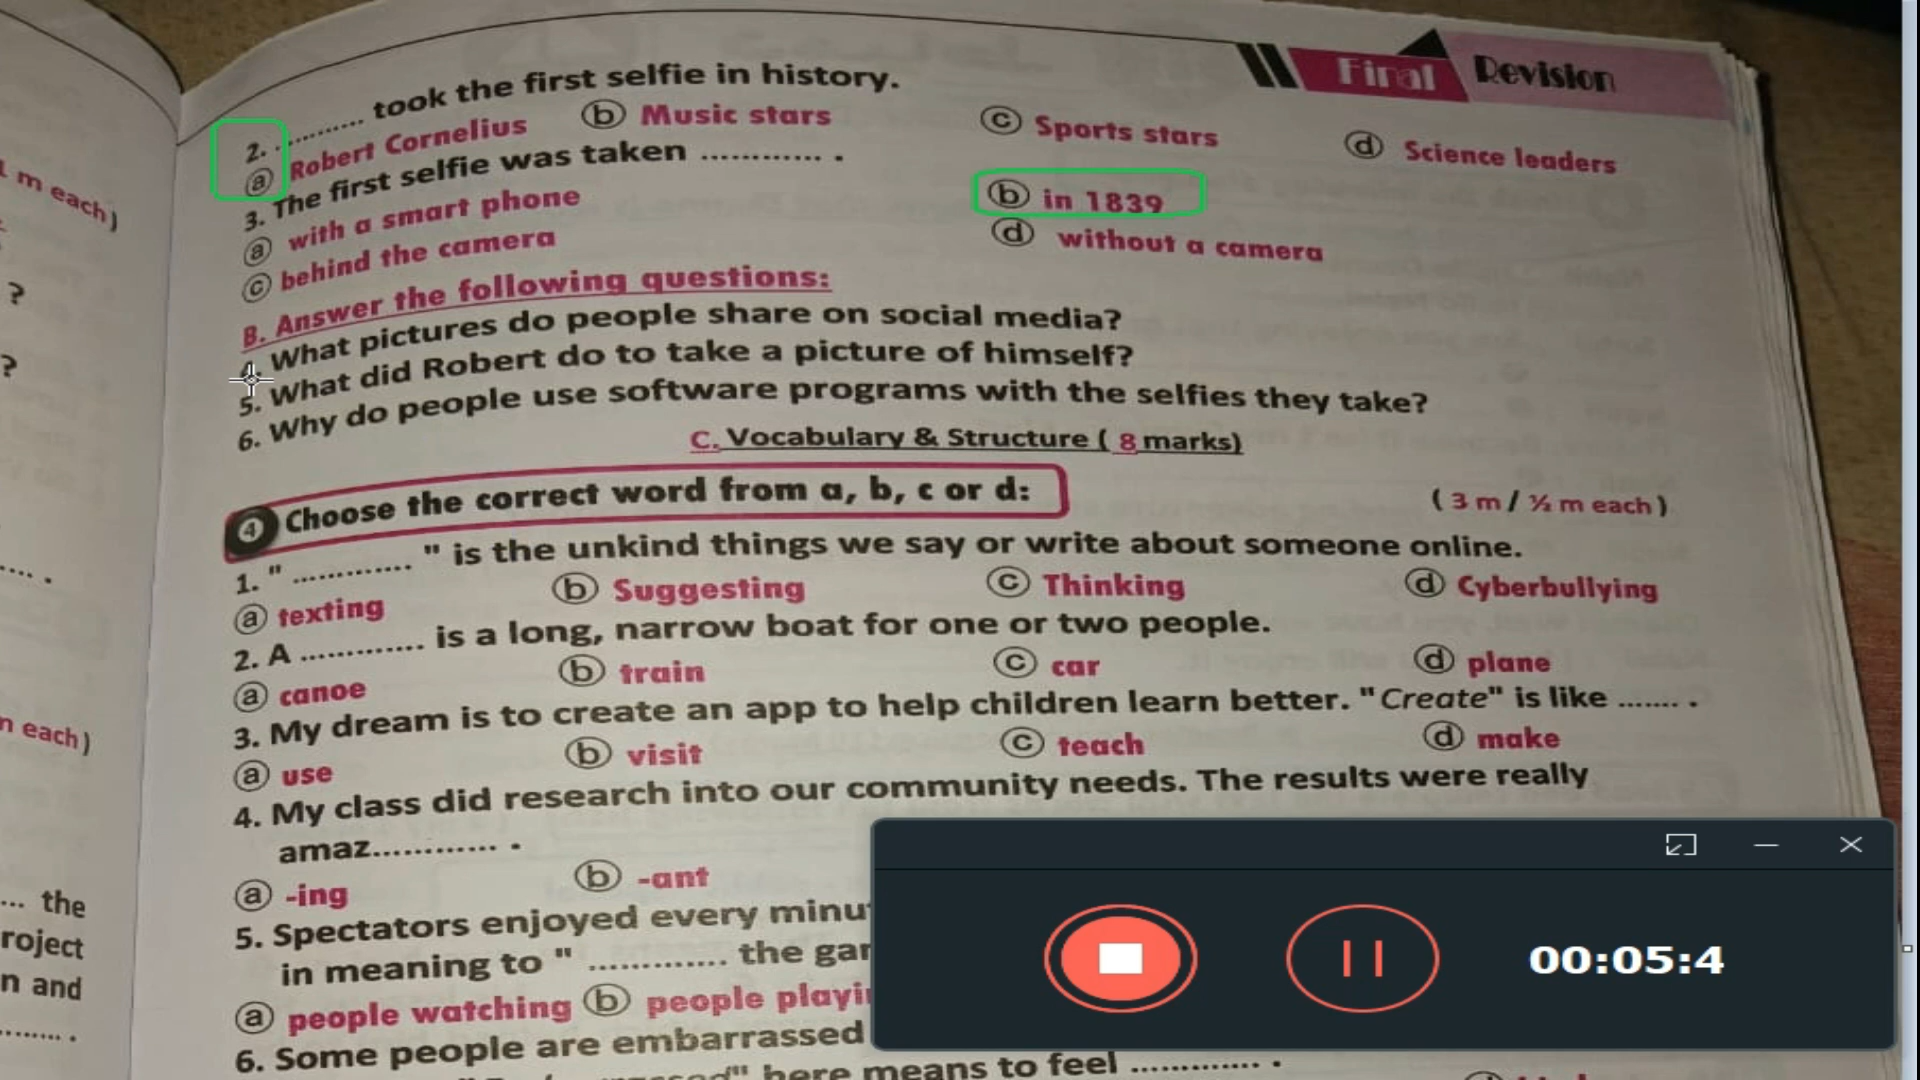 Final Revision
2. ............ took the first selfie in history.
ⓐ Robert Cornelius ⓑ Music stars ⓒ Sports stars ⓓ Science leaders
3. The first selfie was taken ............. .
ⓐ with a smart phone ⓑ in 1839
ⓒ behind the camera ⓓ without a camera
B. Answer the following questions:
4. What pictures do people share on social media?
5. What did Robert do to take a picture of himself?
6. Why do people use software programs with the selfies they take?
C. Vocabulary & Structure ( 8 marks)
4 Choose the correct word from a, b, c or d:
( 3 m / ½ m each )
1. " ............. " is the unkind things we say or write about someone online.
ⓐ texting ⓑ Suggesting ⓒ Thinking ⓓ Cyberbullying
2. A ............. is a long, narrow boat for one or two people.
ⓐ canoe ⓑ train ⓒ car ⓓ plane
3. My dream is to create an app to help children learn better. "Create" is like ....... .
ⓐ use ⓑ visit ⓒ teach ⓓ make
4. My class did research into our community needs. The results were really
amaz............. .
ⓐ -ing ⓑ -ant
5. Spectators enjoyed every
in meaning to " .............. the
ⓐ people watching ⓑ people
6. Some people are embarrassed
here means to feel ............. .
m each)
?
?
.... .
each)
... the
n and
....... .
00:05:4